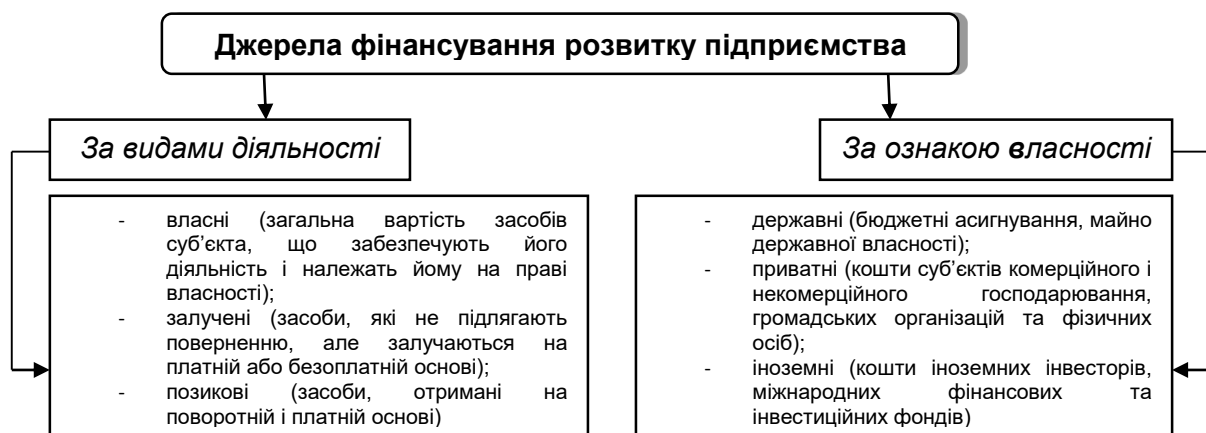 Джерела фінансування розвитку підприємства
За видами діяльності
- власні (загальна вартість засобів
суб’єкта, що забезпечують його
діяльність і належать йому на праві
власності);
- залучені (засоби, які не підлягають
поверненню, але залучаються на
платній або безоплатній основі);
- позикові (засоби, отримані на
поворотній і платній основі)
За ознакою власності
- державні (бюджетні асигнування, майно
державної власності);
- приватні (кошти суб’єктів комерційного і
некомерційного господарювання,
громадських організацій та фізичних
осіб);
- іноземні (кошти іноземних інвесторів,
міжнародних фінансових та
інвестиційних фондів)